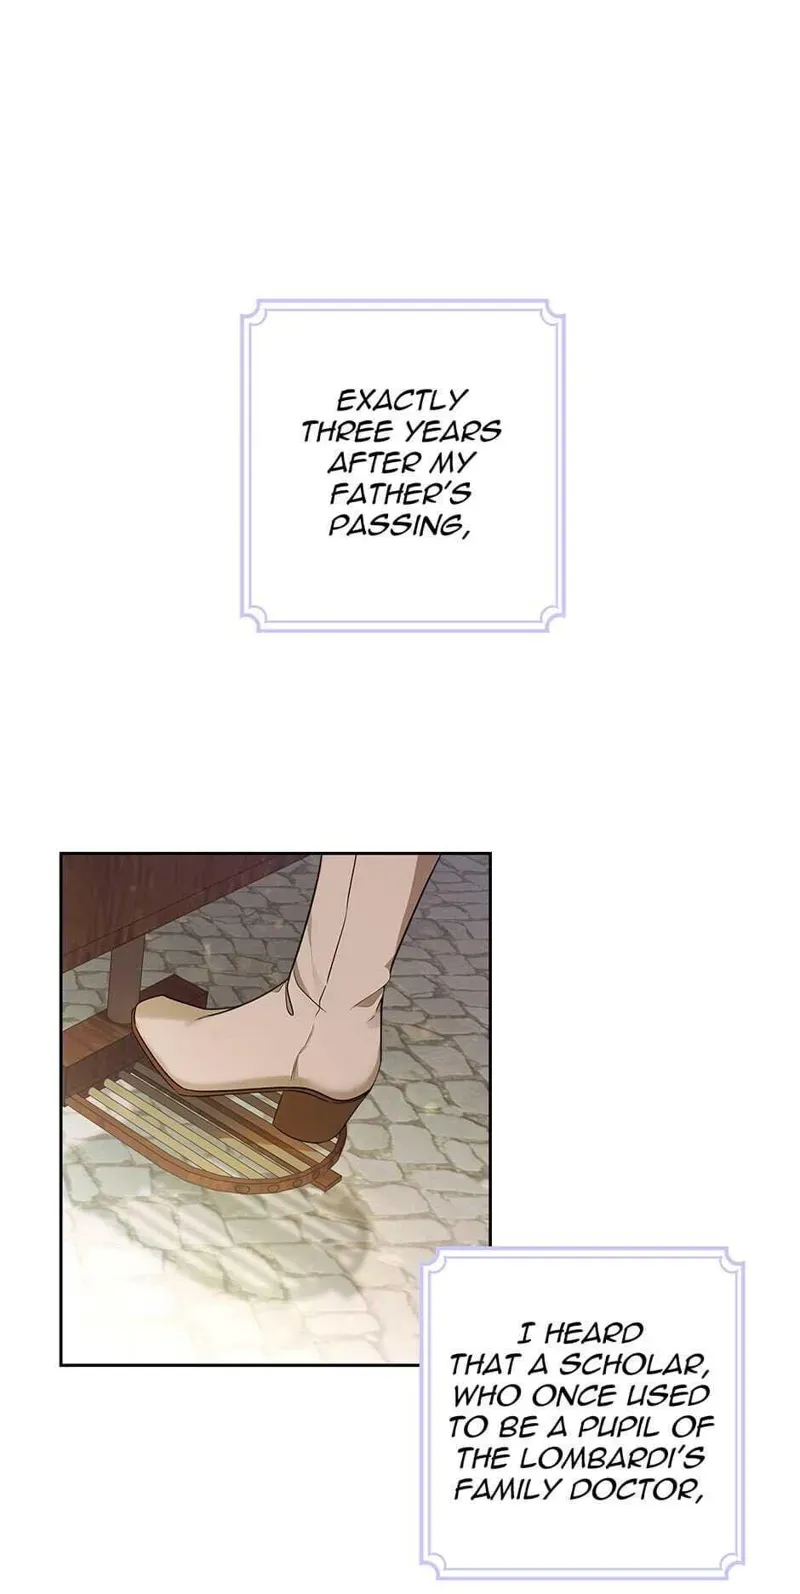 EXACTLY
THREE YEARS
AFTER MY
FATHER'S
PASSING,
I HEARD
THAT A SCHOLAR,
WHO ONCE USED
TO BE A PUPIL OF
THE LOMBARDI'S
FAMILY DOCTOR,